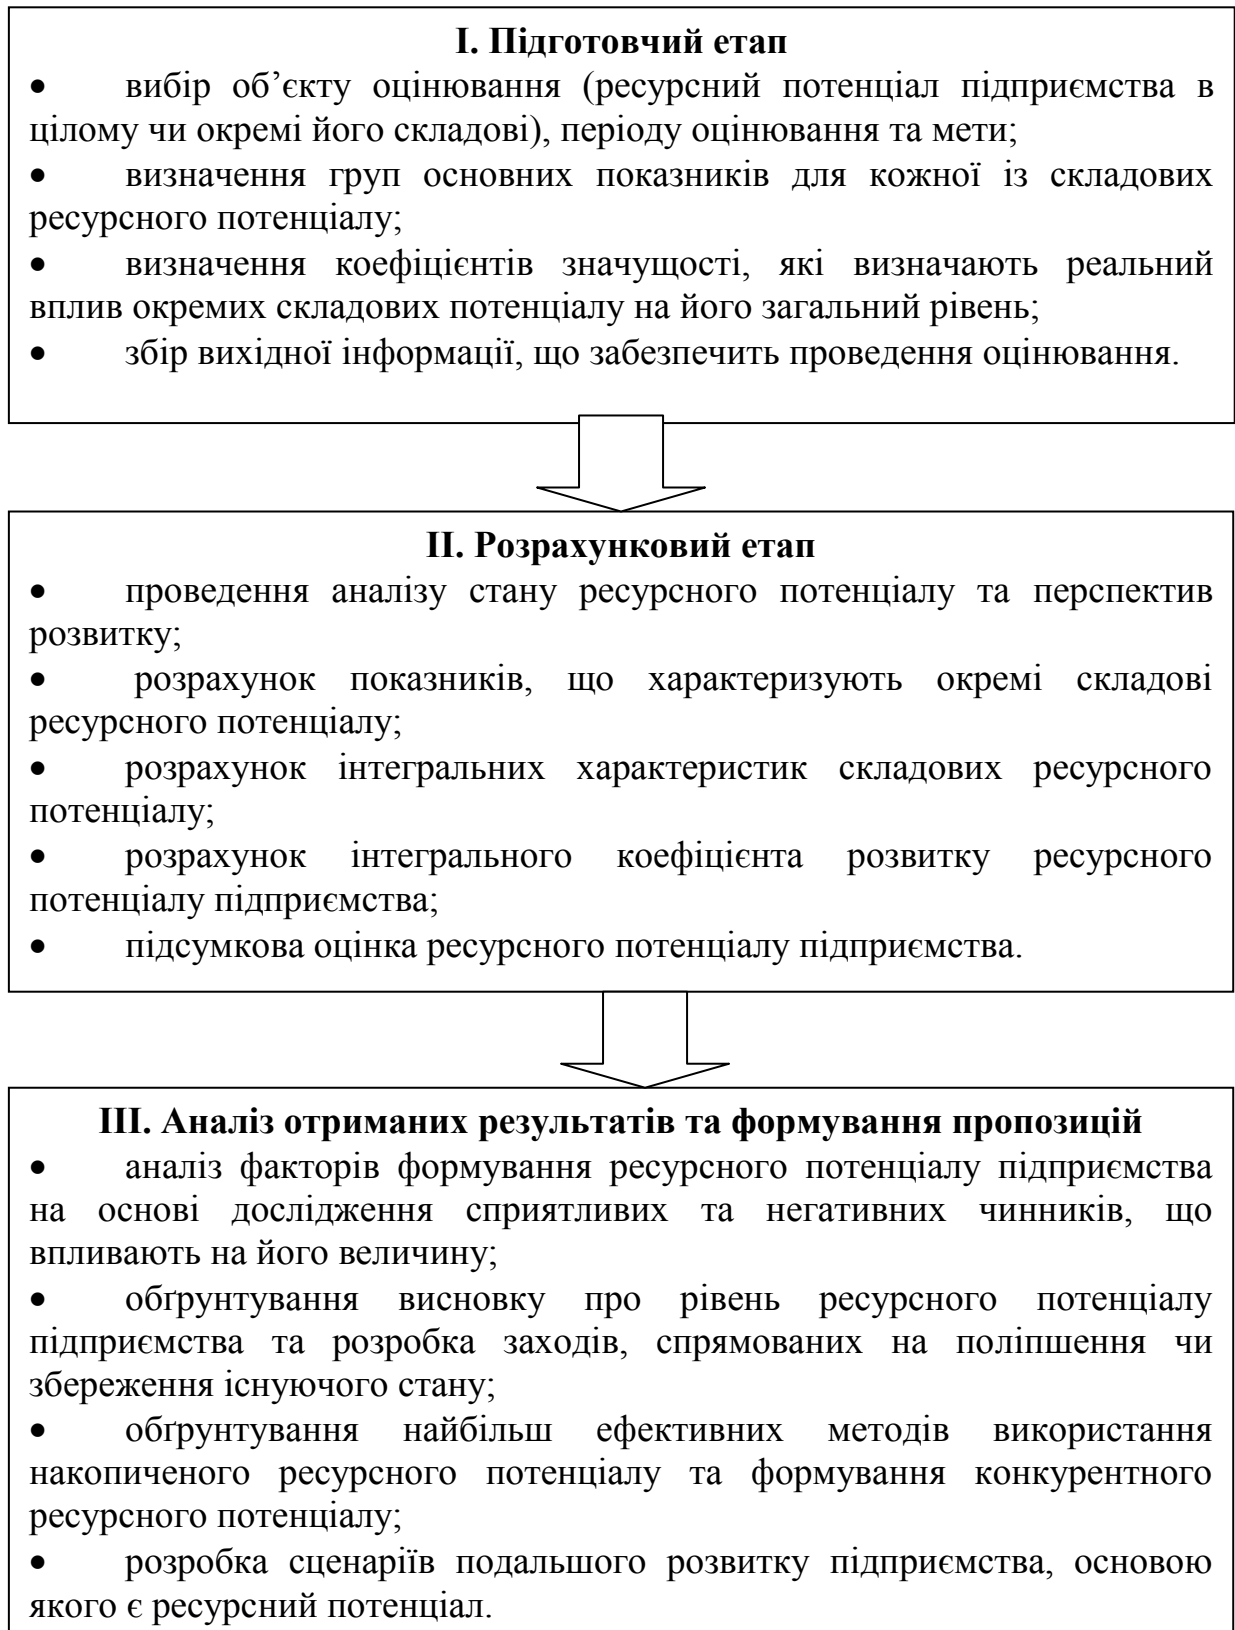 І. Підготовчий етап
• вибір об’єкту оцінювання (ресурсний потенціал підприємства в
цілому чи окремі його складові), періоду оцінювання та мети;
• визначення груп основних показників для кожної із складових
ресурсного потенціалу;
• визначення коефіцієнтів значущості, які визначають реальний
вплив окремих складових потенціалу на його загальний рівень;
• збір вихідної інформації, що забезпечить проведення оцінювання.
ІІ. Розрахунковий етап
• проведення аналізу стану ресурсного потенціалу та перспектив
розвитку;
• розрахунок показників, що характеризують окремі складові
ресурсного потенціалу;
• розрахунок інтегральних характеристик складових ресурсного
потенціалу;
• розрахунок інтегрального коефіцієнта розвитку ресурсного
потенціалу підприємства;
• підсумкова оцінка ресурсного потенціалу підприємства.
ІІІ. Аналіз отриманих результатів та формування пропозицій
• аналіз факторів формування ресурсного потенціалу підприємства
на основі дослідження сприятливих та негативних чинників, що
впливають на його величину;
• обґрунтування висновку про рівень ресурсного потенціалу
підприємства та розробка заходів, спрямованих на поліпшення чи
збереження існуючого стану;
• обґрунтування найбільш ефективних методів використання
накопиченого ресурсного потенціалу та формування конкурентного
ресурсного потенціалу;
• розробка сценаріїв подальшого розвитку підприємства, основою
якого є ресурсний потенціал.